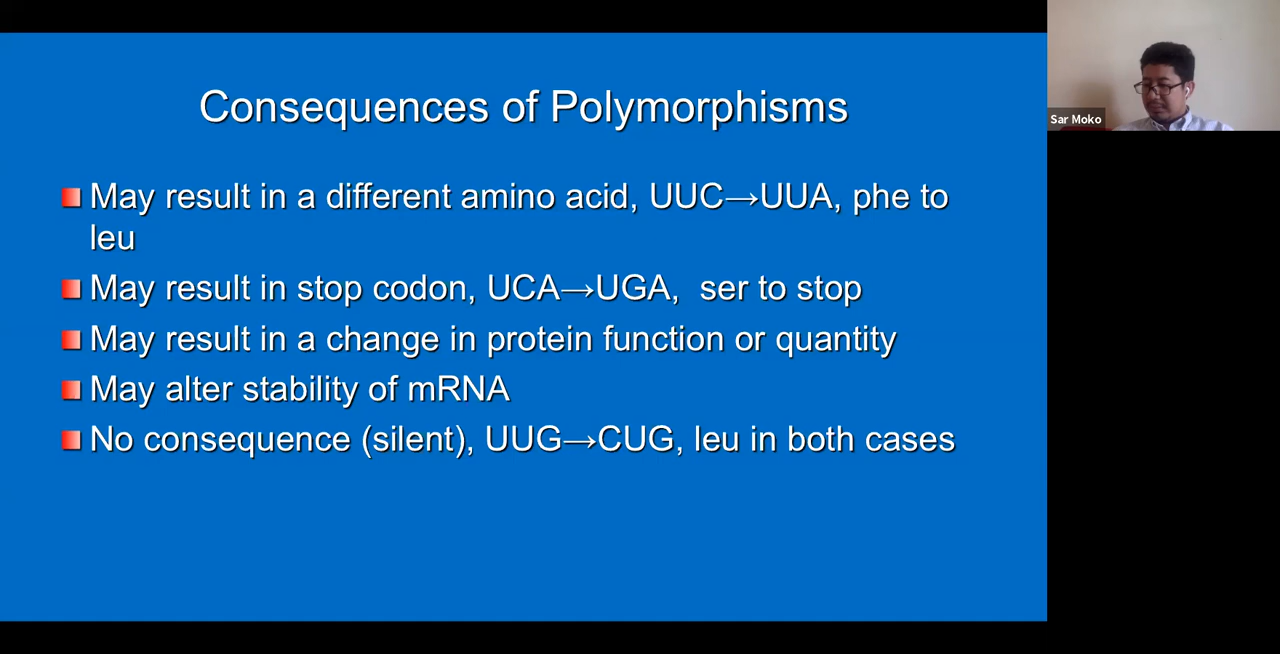 Consequences of Polymorphisms
May result in a different amino acid, UUC→UUA, phe to
leu
May result in stop codon, UCA→UGA, ser to stop
May result in a change in protein function or quantity
May alter stability of mRNA
No consequence (silent), UUG→CUG, leu in both cases
Sar Moko